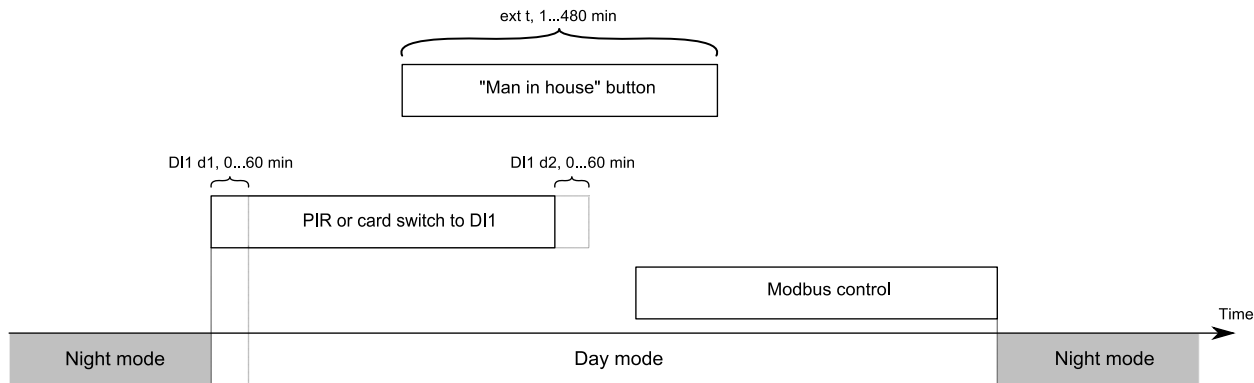 ext t, 1...480 min
"Man in house" button
DI1 d1, 0...60 min
DI1 d2, 0...60 min
PIR or card switch to DI1
Modbus control
Time
Night mode
Day mode
Night mode